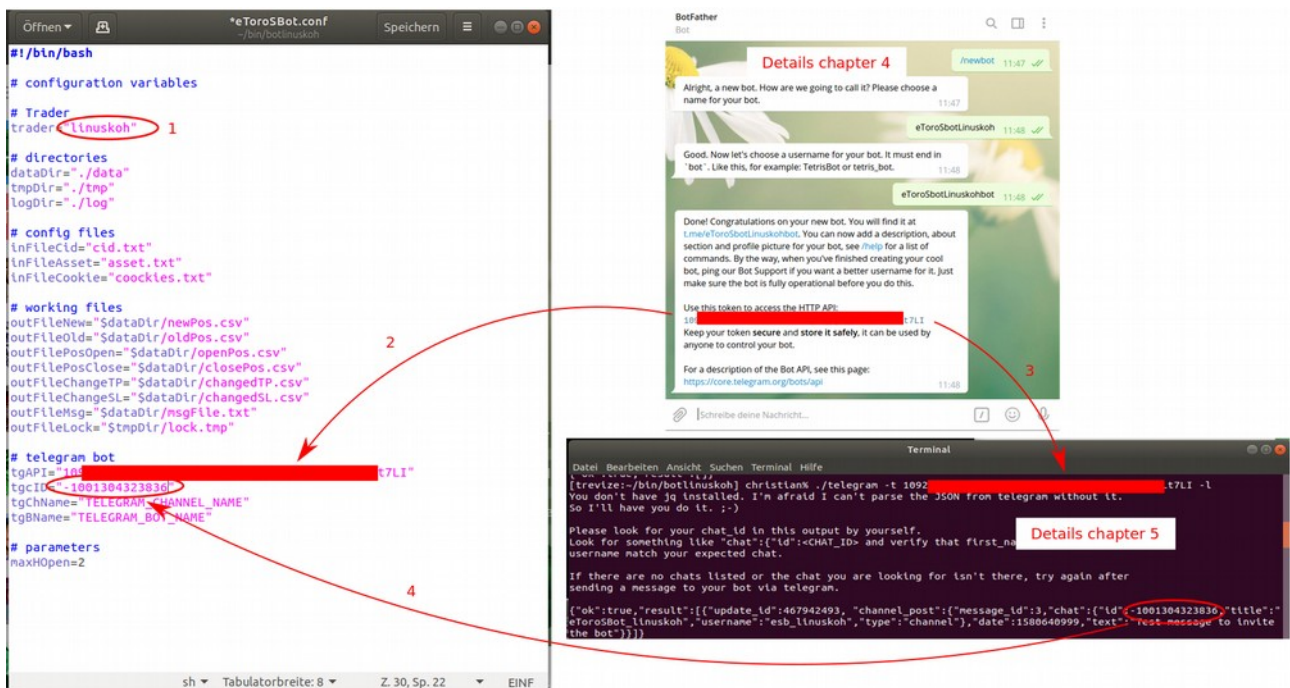 Öffnen
*eToroSBot.conf
~/bin/botlinuskoh
Speichern
#!/bin/bash
# configuration variables
# Trader
trader="linuskoh"
1
# directories
dataDir="./data"
tmpDir="./tmp"
logDir="./log"
# config files
inFileCid="cid.txt"
inFileAsset="asset.txt"
inFileCookie="coockies.txt"
# working files
outFileNew="$dataDir/newPos.csv"
outFileOld="$dataDir/oldPos.csv"
outFilePosOpen="$dataDir/openPos.csv"
outFilePosClose="$dataDir/closePos.csv"
outFileChangeTP="$dataDir/changedTP.csv"
outFileChangeSL="$dataDir/changedSL.csv"
outFileMsg="$dataDir/msgFile.txt"
outFileLock="$tmpDir/lock.tmp"
2
# telegram bot
tgAPI="109 t7LI"
tgcID="-1001304323836"
tgChName="TELEGRAM_CHANNEL_NAME"
tgBName="TELEGRAM_BOT_NAME"
# parameters
maxHOpen=2
4
sh
Tabulatorbreite: 8
Z. 30, Sp. 22
EINF
BotFather
Bot
Details chapter 4
/newbot 11:47
Alright, a new bot. How are we going to call it? Please choose a
name for your bot. 11:47
eToroSbotLinuskoh 11:48
Good. Now let's choose a username for your bot. It must end in
`bot`. Like this, for example: TetrisBot or tetris_bot. 11:48
eToroSbotLinuskohbot 11:48
Done! Congratulations on your new bot. You will find it at
t.me/eToroSbotLinuskohbot. You can now add a description, about
section and profile picture for your bot, see /help for a list of
commands. By the way, when you've finished creating your cool
bot, ping our Bot Support if you want a better username for it. Just
make sure the bot is fully operational before you do this.
Use this token to access the HTTP API:
109 t7LI
Keep your token secure and store it safely, it can be used by
anyone to control your bot.
3
For a description of the Bot API, see this page:
https://core.telegram.org/bots/api 11:48
Schreibe deine Nachricht...
Terminal
Datei Bearbeiten Ansicht Suchen Terminal Hilfe
{"ok":true,"result":[]}
[trevize:~/bin/botlinuskoh] christian% ./telegram -t 1092 t7LI -l
You don't have jq installed. I'm afraid I can't parse the JSON from telegram without it.
So I'll have you do it. ;-)
Details chapter 5
Please look for your chat_id in this output by yourself.
Look for something like "chat":{"id":<CHAT_ID> and verify that first_na
username match your expected chat.
If there are no chats listed or the chat you are looking for isn't there, try again after
sending a message to your bot via telegram.
{"ok":true,"result":[{"update_id":467942493, "channel_post":{"message_id":3,"chat":{"id":-1001304323836,"title":"
eToroSBot_linuskoh","username":"esb_linuskoh","type":"channel"},"date":1580640999,"text":"Test message to invite
the bot"}}]}